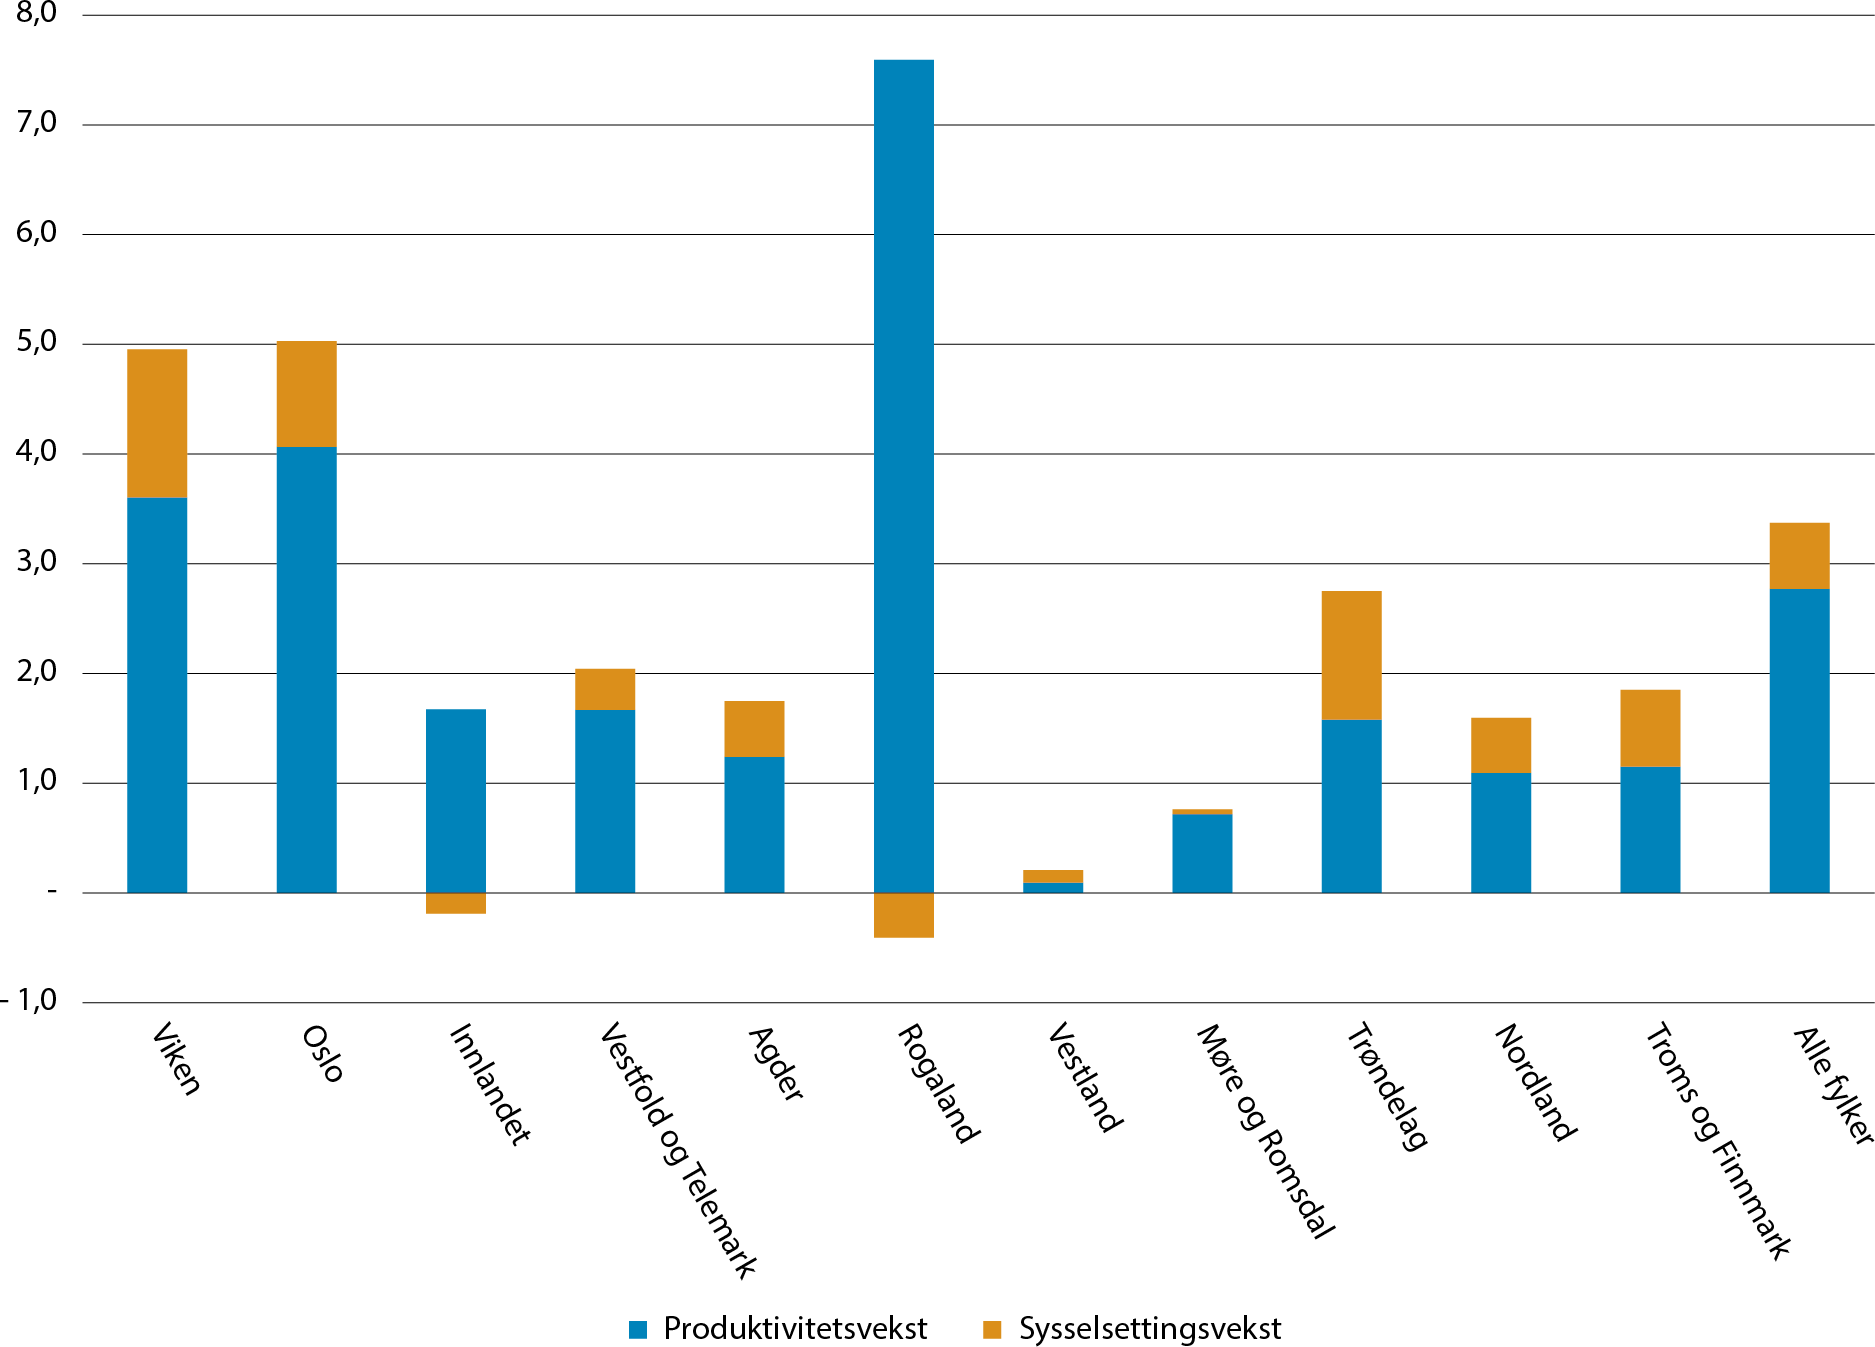 8,0
7,0
6,0
5,0
4,0
3,0
2,0
1,0
-
- 1,0
Viken
Oslo
Innlandet
Vestfold og Telemark
Agder
Rogaland
Vestland
Møre og Romsdal
Trøndelag
Nordland
Troms og Finnmark
Alle fylker
Produktivitetsvekst
Sysselsettingsvekst